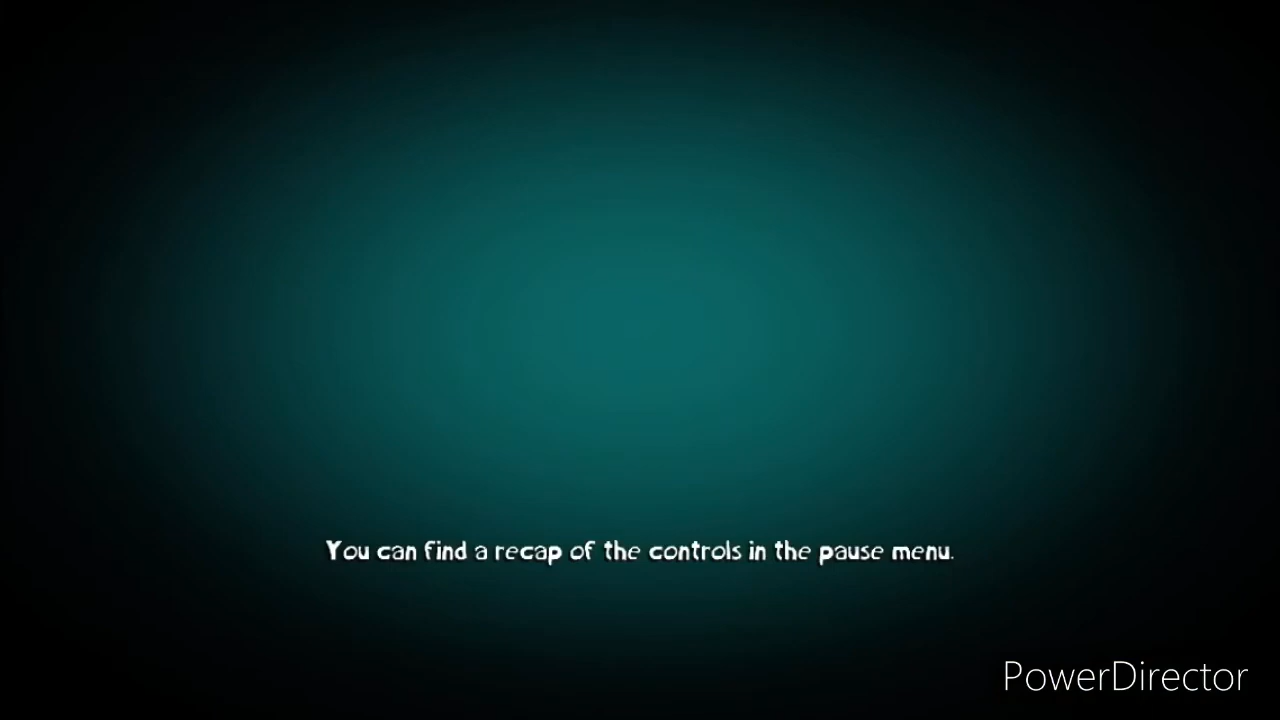 You can find a recap of the controls in the pause menu.
PowerDirector